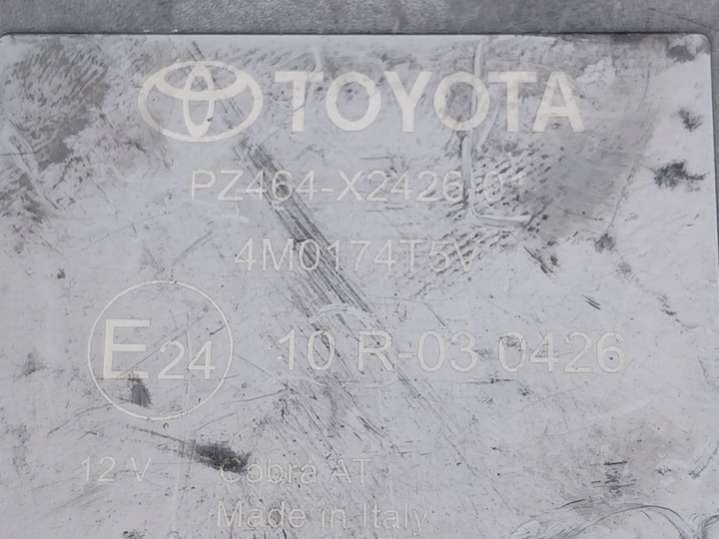 TOYOTA
PZ464-X2426-01
4M0174T5V
E24 10 R-03 0426
12 V Cobra AT
Made in Italy